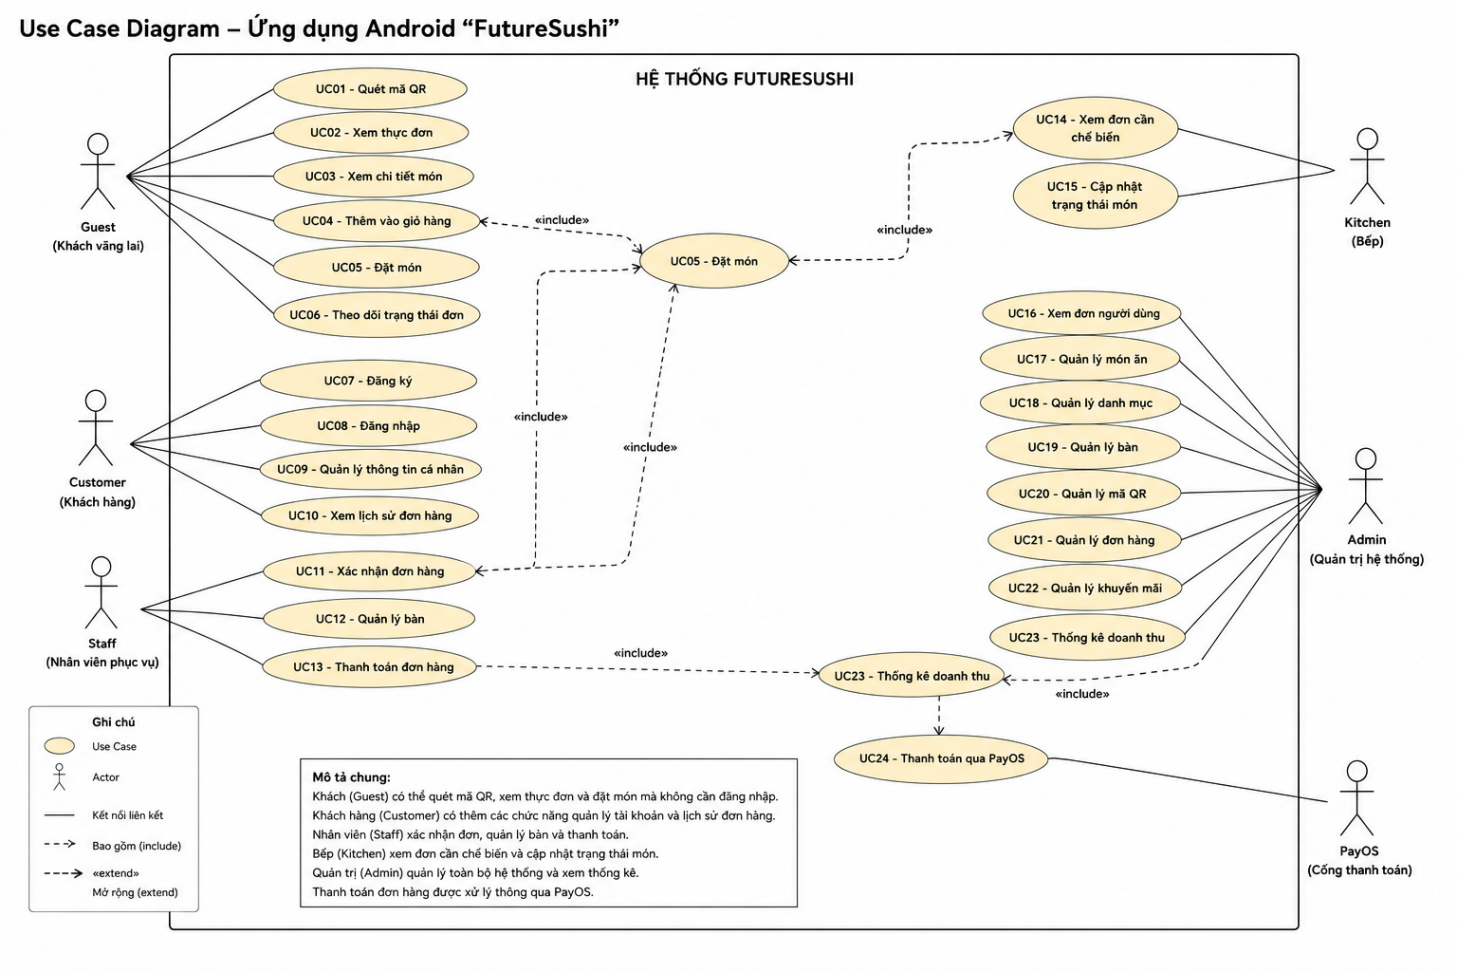 Use Case Diagram – Ứng dụng Android “FutureSushi”
HỆ THỐNG FUTURESUSHI
Guest
(Khách vãng lai)
UC01 - Quét mã QR
UC02 - Xem thực đơn
UC03 - Xem chi tiết món
UC04 - Thêm vào giỏ hàng
UC05 - Đặt món
UC06 - Theo dõi trạng thái đơn
Customer
(Khách hàng)
UC07 - Đăng ký
UC08 - Đăng nhập
UC09 - Quản lý thông tin cá nhân
UC10 - Xem lịch sử đơn hàng
Staff
(Nhân viên phục vụ)
UC11 - Xác nhận đơn hàng
UC12 - Quản lý bàn
UC13 - Thanh toán đơn hàng
«include»
«include»
«include»
UC05 - Đặt món
«include»
UC14 - Xem đơn cần
chế biến
UC15 - Cập nhật
trạng thái món
Kitchen
(Bếp)
UC16 - Xem đơn người dùng
UC17 - Quản lý món ăn
UC18 - Quản lý danh mục
UC19 - Quản lý bàn
UC20 - Quản lý mã QR
UC21 - Quản lý đơn hàng
UC22 - Quản lý khuyến mãi
UC23 - Thống kê doanh thu
Admin
(Quản trị hệ thống)
«include»
UC23 - Thống kê doanh thu
«include»
UC24 - Thanh toán qua PayOS
PayOS
(Cổng thanh toán)
Ghi chú
Use Case
Actor
Kết nối liên kết
Bao gồm (include)
«extend»
Mở rộng (extend)
Mô tả chung:
Khách (Guest) có thể quét mã QR, xem thực đơn và đặt món mà không cần đăng nhập.
Khách hàng (Customer) có thêm các chức năng quản lý tài khoản và lịch sử đơn hàng.
Nhân viên (Staff) xác nhận đơn, quản lý bàn và thanh toán.
Bếp (Kitchen) xem đơn cần chế biến và cập nhật trạng thái món.
Quản trị (Admin) quản lý toàn bộ hệ thống và xem thống kê.
Thanh toán đơn hàng được xử lý thông qua PayOS.